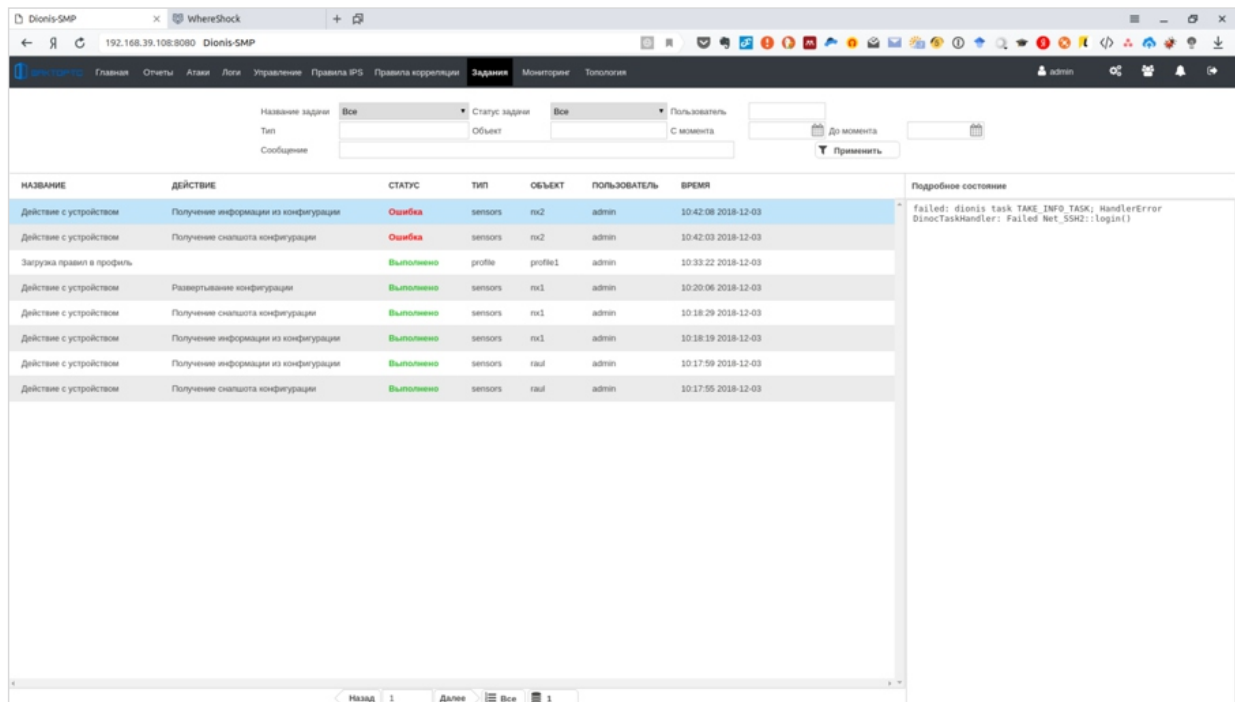 Dionis-SMP
WhereShock
192.168.39.108:8080 Dionis-SMP
Главная Отчеты Атаки Логи Управление Правила IPS Правила корреляции Задания Мониторинг Топология admin
Название задачи Все Статус задачи Все Пользователь
Тип Объект С момента До момента
Сообщение Применить
НАЗВАНИЕ ДЕЙСТВИЕ СТАТУС ТИП ОБЪЕКТ ПОЛЬЗОВАТЕЛЬ ВРЕМЯ
Действие с устройством Получение информации из конфигурации Ошибка sensors nx2 admin 10:42:08 2018-12-03
Действие с устройством Получение снапшота конфигурации Ошибка sensors nx2 admin 10:42:03 2018-12-03
Загрузка правил в профиль Выполнено profile profile1 admin 10:33:22 2018-12-03
Действие с устройством Развертывание конфигурации Выполнено sensors nx1 admin 10:20:06 2018-12-03
Действие с устройством Получение снапшота конфигурации Выполнено sensors nx1 admin 10:18:29 2018-12-03
Действие с устройством Получение информации из конфигурации Выполнено sensors nx1 admin 10:18:19 2018-12-03
Действие с устройством Получение информации из конфигурации Выполнено sensors raul admin 10:17:59 2018-12-03
Действие с устройством Получение снапшота конфигурации Выполнено sensors raul admin 10:17:55 2018-12-03
Подробное состояние
failed: dionis task TAKE_INFO_TASK; HandlerError
DinocTaskHandler: Failed Net_SSH2::login()
Назад 1 Далее Все 1